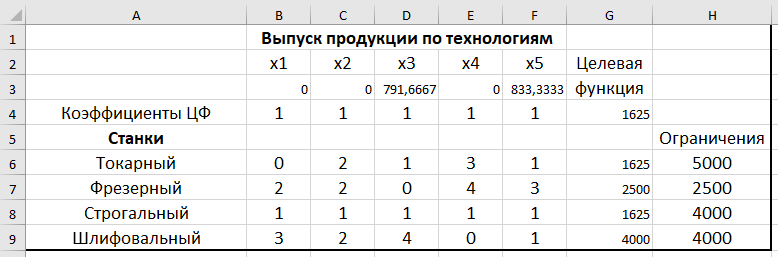 A B C D E F G H
1 Выпуск продукции по технологиям
2 x1 x2 x3 x4 x5 Целевая
3 0 0 791,6667 0 833,3333 функция
4 Коэффициенты ЦФ 1 1 1 1 1 1625
5 Станки Ограничения
6 Токарный 0 2 1 3 1 1625 5000
7 Фрезерный 2 2 0 4 3 2500 2500
8 Строгальный 1 1 1 1 1 1625 4000
9 Шлифовальный 3 2 4 0 1 4000 4000